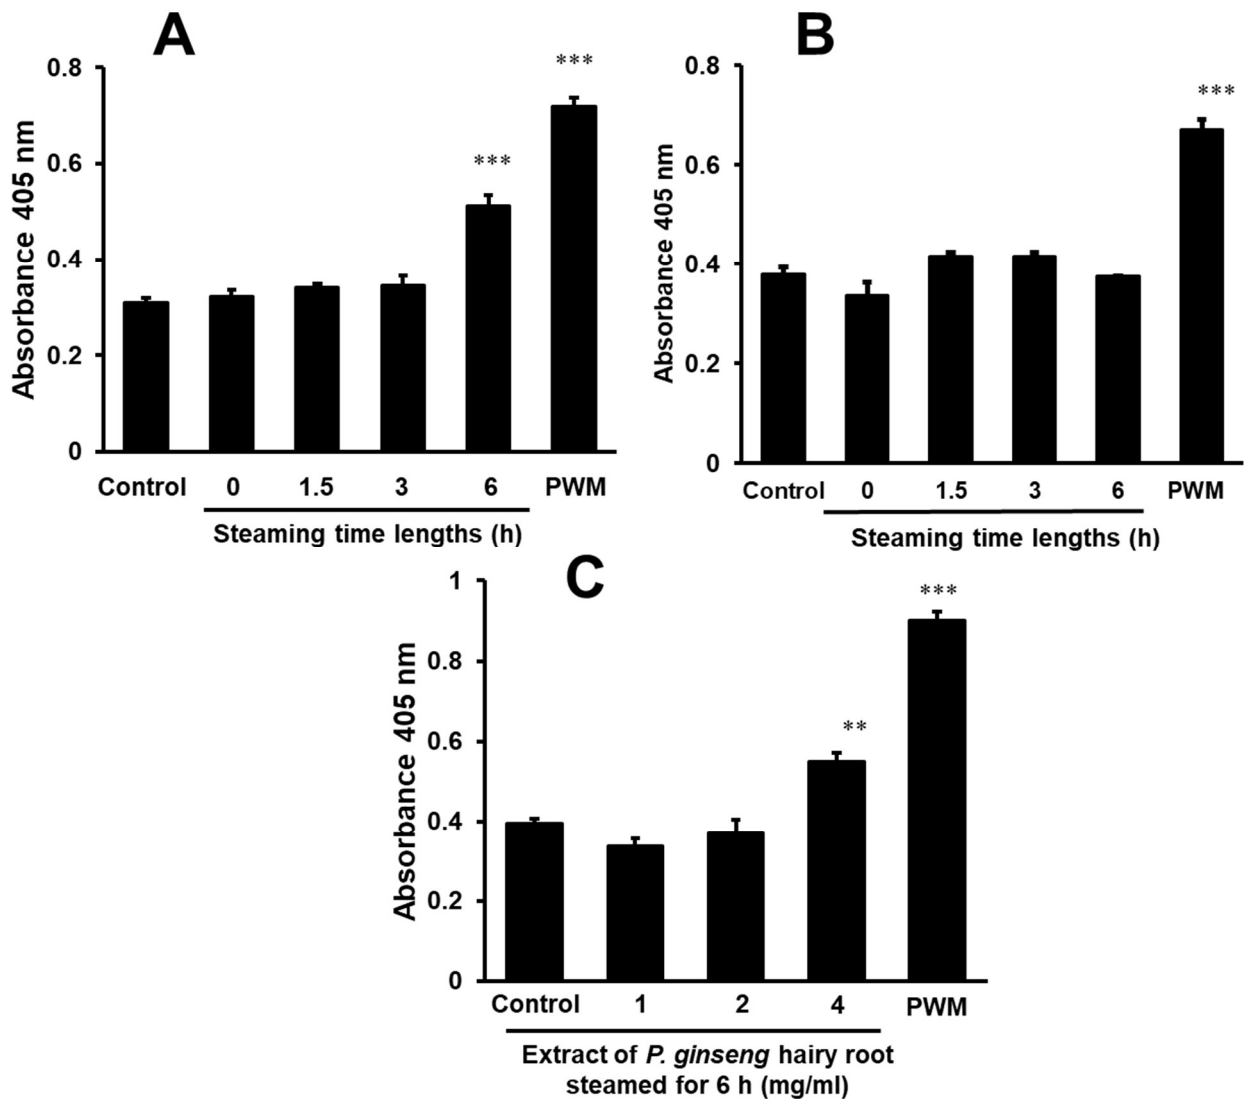 A
Absorbance 405 nm
0.8
0.6
0.4
0.2
0
***
***
Control 0 1.5 3 6 PWM
Steaming time lengths (h)
B
Absorbance 405 nm
0.8
0.6
0.4
0.2
0
***
Control 0 1.5 3 6 PWM
Steaming time lengths (h)
C
Absorbance 405 nm
1
0.8
0.6
0.4
0.2
0
**
***
Control 1 2 4 PWM
Extract of P. ginseng hairy root
steamed for 6 h (mg/ml)